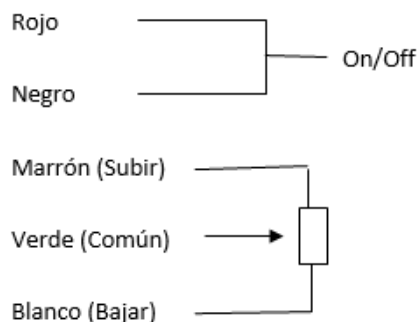 Rojo
On/Off
Negro
Marrón (Subir)
Verde (Común)
Blanco (Bajar)